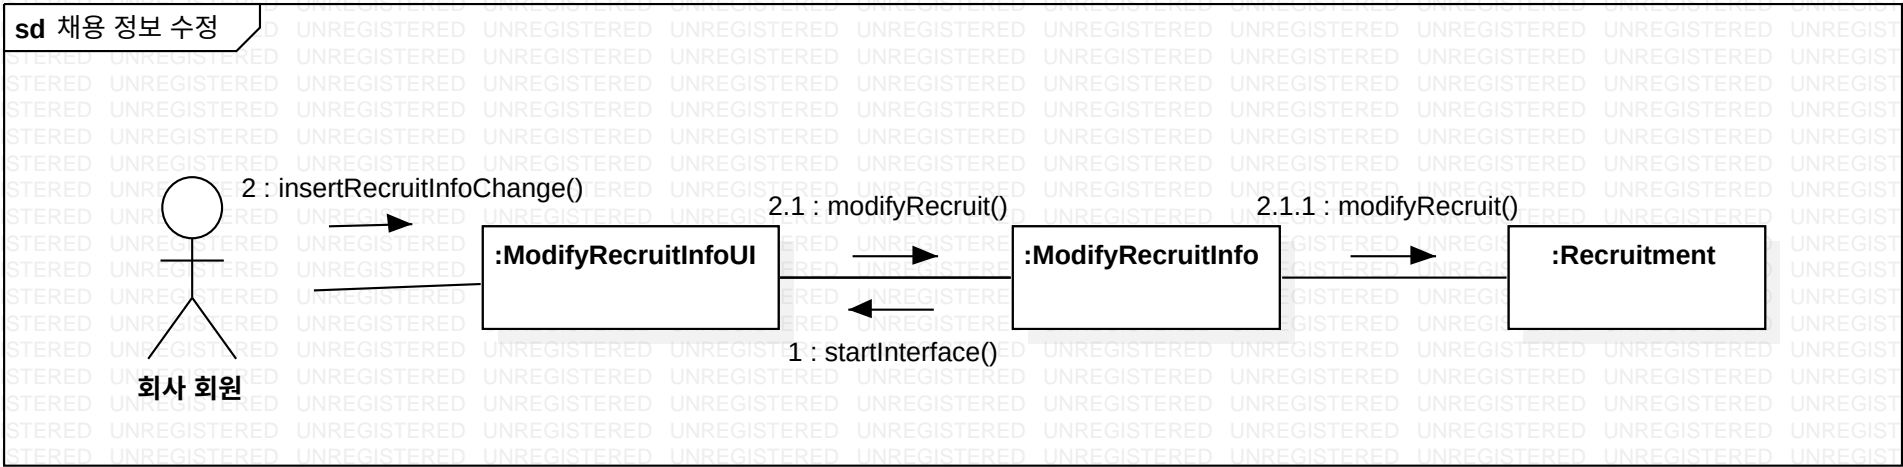 sd 채용 정보 수정
2 : insertRecruitInfoChange()
2.1 : modifyRecruit()
2.1.1 : modifyRecruit()
:ModifyRecruitInfoUI
:ModifyRecruitInfo
:Recruitment
1 : startInterface()
회사 회원
UNREGISTERED